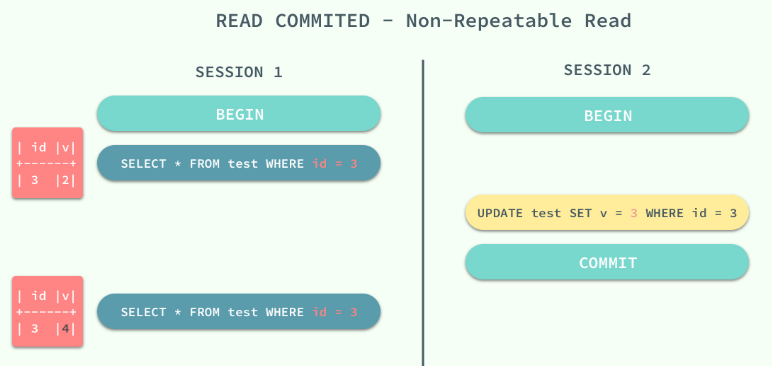 READ COMMITED - Non-Repeatable Read
SESSION 1
SESSION 2
BEGIN
BEGIN
| id |v|
+------+
| 3 |2|
SELECT * FROM test WHERE id = 3
UPDATE test SET v = 3 WHERE id = 3
COMMIT
| id |v|
+------+
| 3 |4|
SELECT * FROM test WHERE id = 3